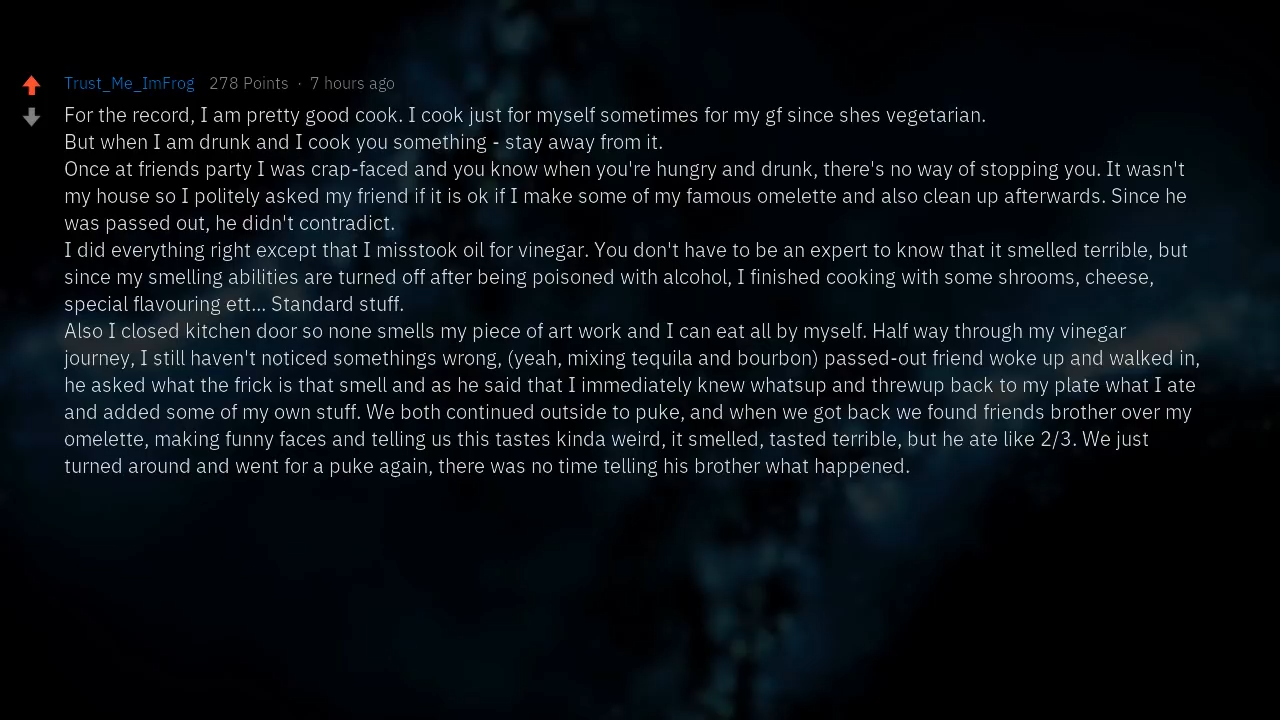 Trust_Me_ImFrog 278 Points · 7 hours ago
For the record, I am pretty good cook. I cook just for myself sometimes for my gf since shes vegetarian.
But when I am drunk and I cook you something - stay away from it.
Once at friends party I was crap-faced and you know when you're hungry and drunk, there's no way of stopping you. It wasn't
my house so I politely asked my friend if it is ok if I make some of my famous omelette and also clean up afterwards. Since he
was passed out, he didn't contradict.
I did everything right except that I misstook oil for vinegar. You don't have to be an expert to know that it smelled terrible, but
since my smelling abilities are turned off after being poisoned with alcohol, I finished cooking with some shrooms, cheese,
special flavouring ett... Standard stuff.
Also I closed kitchen door so none smells my piece of art work and I can eat all by myself. Half way through my vinegar
journey, I still haven't noticed somethings wrong, (yeah, mixing tequila and bourbon) passed-out friend woke up and walked in,
he asked what the frick is that smell and as he said that I immediately knew whatsup and threwup back to my plate what I ate
and added some of my own stuff. We both continued outside to puke, and when we got back we found friends brother over my
omelette, making funny faces and telling us this tastes kinda weird, it smelled, tasted terrible, but he ate like 2/3. We just
turned around and went for a puke again, there was no time telling his brother what happened.